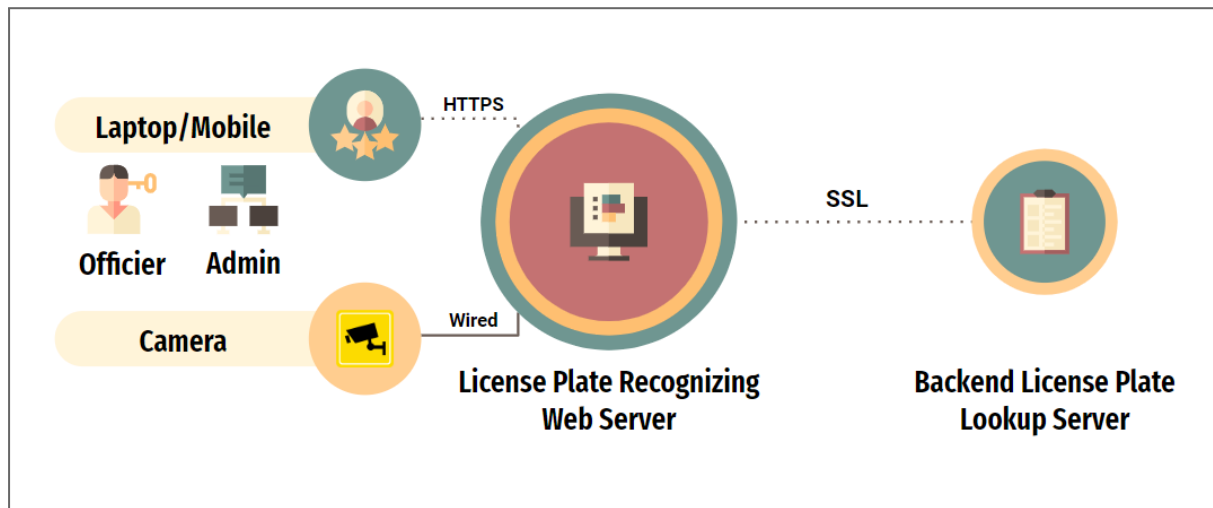 Laptop/Mobile
HTTPS
Officier
Admin
Camera
Wired
License Plate Recognizing
Web Server
SSL
Backend License Plate
Lookup Server